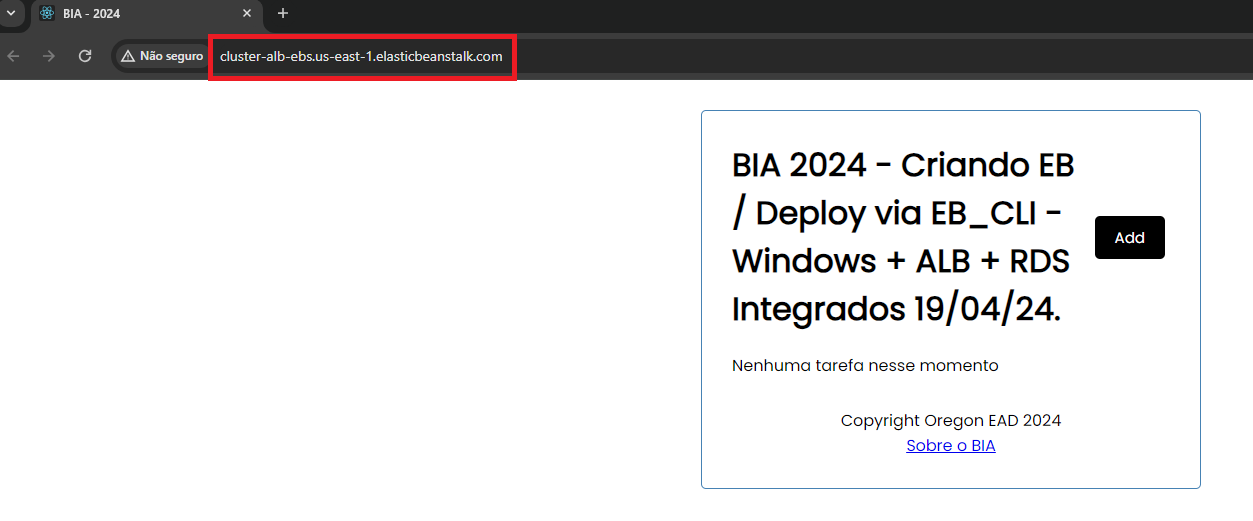 BIA - 2024
Não seguro
cluster-alb-ebs.us-east-1.elasticbeanstalk.com
BIA 2024 - Criando EB
/ Deploy via EB_CLI -
Windows + ALB + RDS
Integrados 19/04/24.
Add
Nenhuma tarefa nesse momento
Copyright Oregon EAD 2024
Sobre o BIA